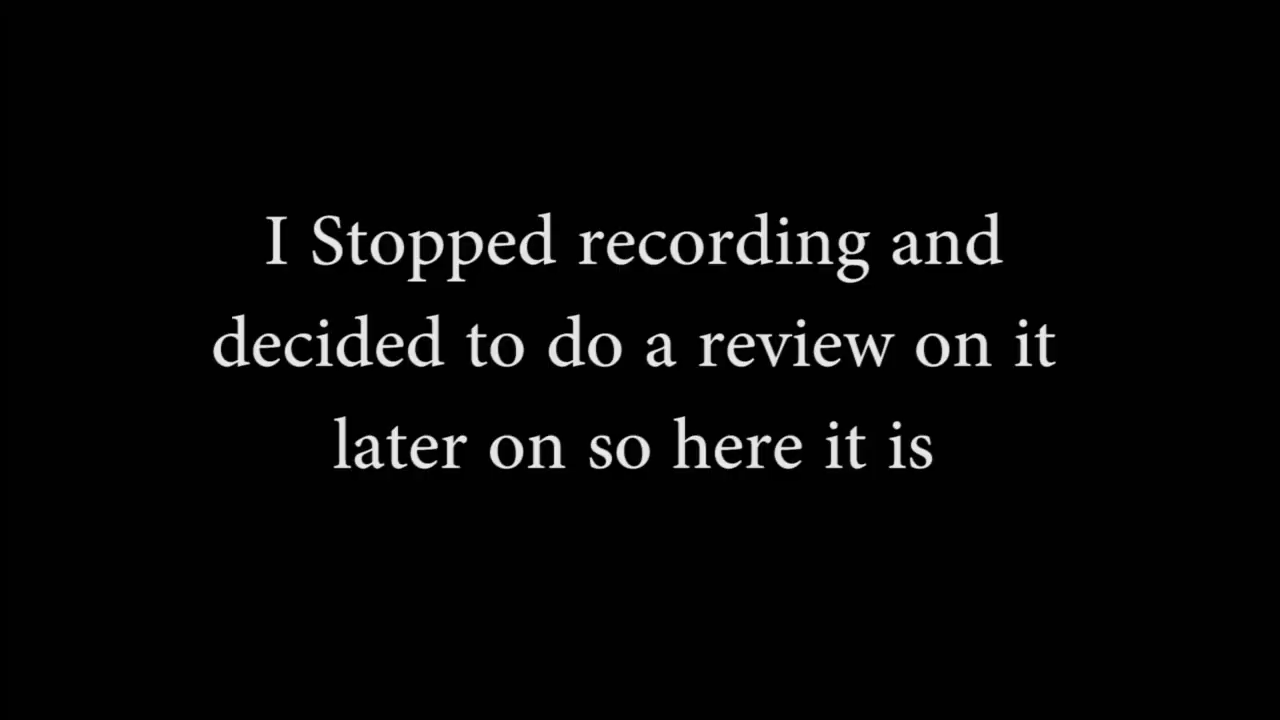 I Stopped recording and
decided to do a review on it
later on so here it is